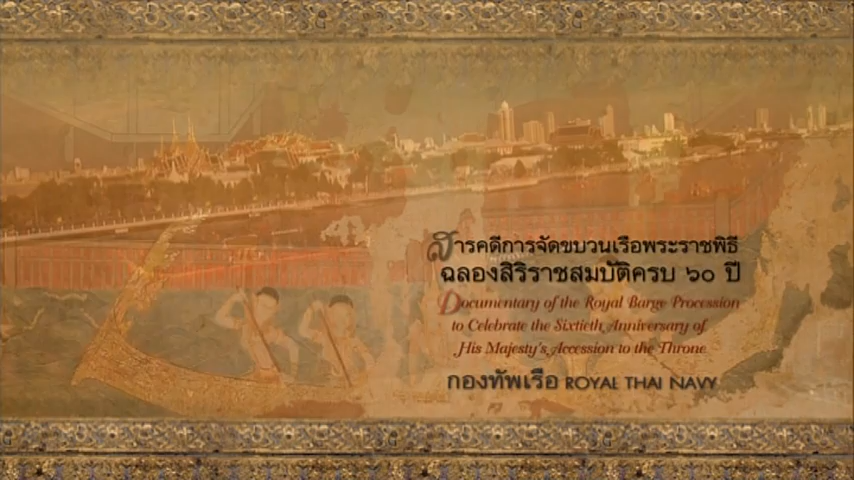 สารคดีการจัดขบวนเรือพระราชพิธี
ฉลองสิริราชสมบัติครบ ๖๐ ปี
Documentary of the Royal Barge Procession
to Celebrate the Sixtieth Anniversary of
His Majesty's Accession to the Throne
กองทัพเรือ ROYAL THAI NAVY